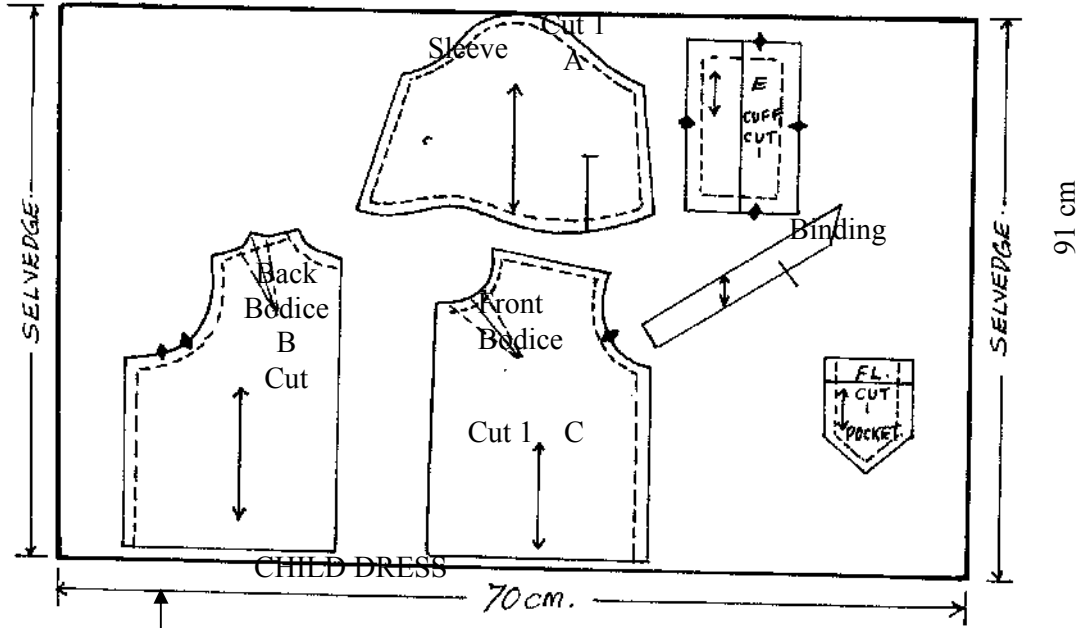 SELVEDGE.
Sleeve
Cut 1
A
E
CUFF
CUT
1
Binding
SELVEDGE.
91 cm
Back
Bodice
B
Cut
Front
Bodice
Cut 1 C
FL.
CUT
1
POCKET.
CHILD DRESS
70cm.